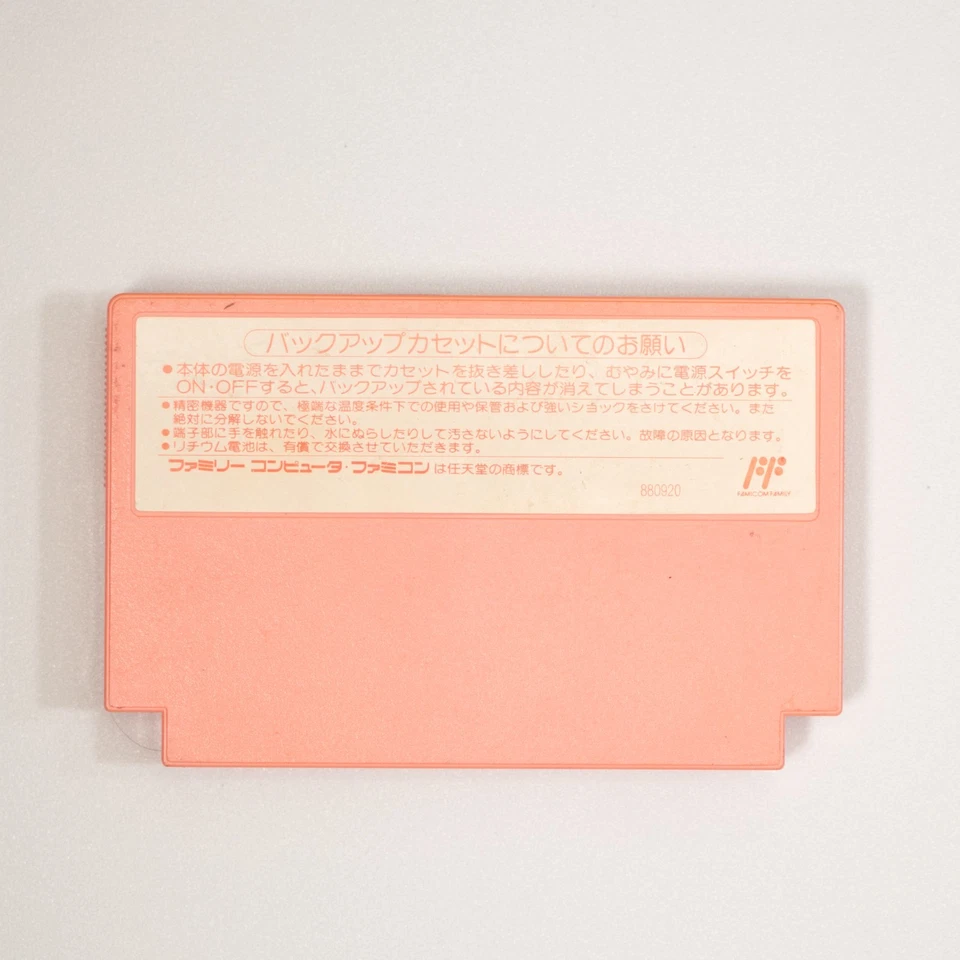 バックアップカセットについてのお願い
●本体の電源を入れたままでカセットを抜き差ししたり、むやみに電源スイッチを
ON・OFFすると、バックアップされている内容が消えてしまうことがあります。
●精密機器ですので、極端な温度条件下での使用や保管および強いショックをさけてください。また
絶対に分解しないでください。
●端子部に手を触れたり、水にぬらしたりして汚さないようにしてください。故障の原因となります。
●リチウム電池は、有償で交換させていただきます。
ファミリー コンピュータ・ファミコン は任天堂の商標です。
880920
FAMICOM FAMILY